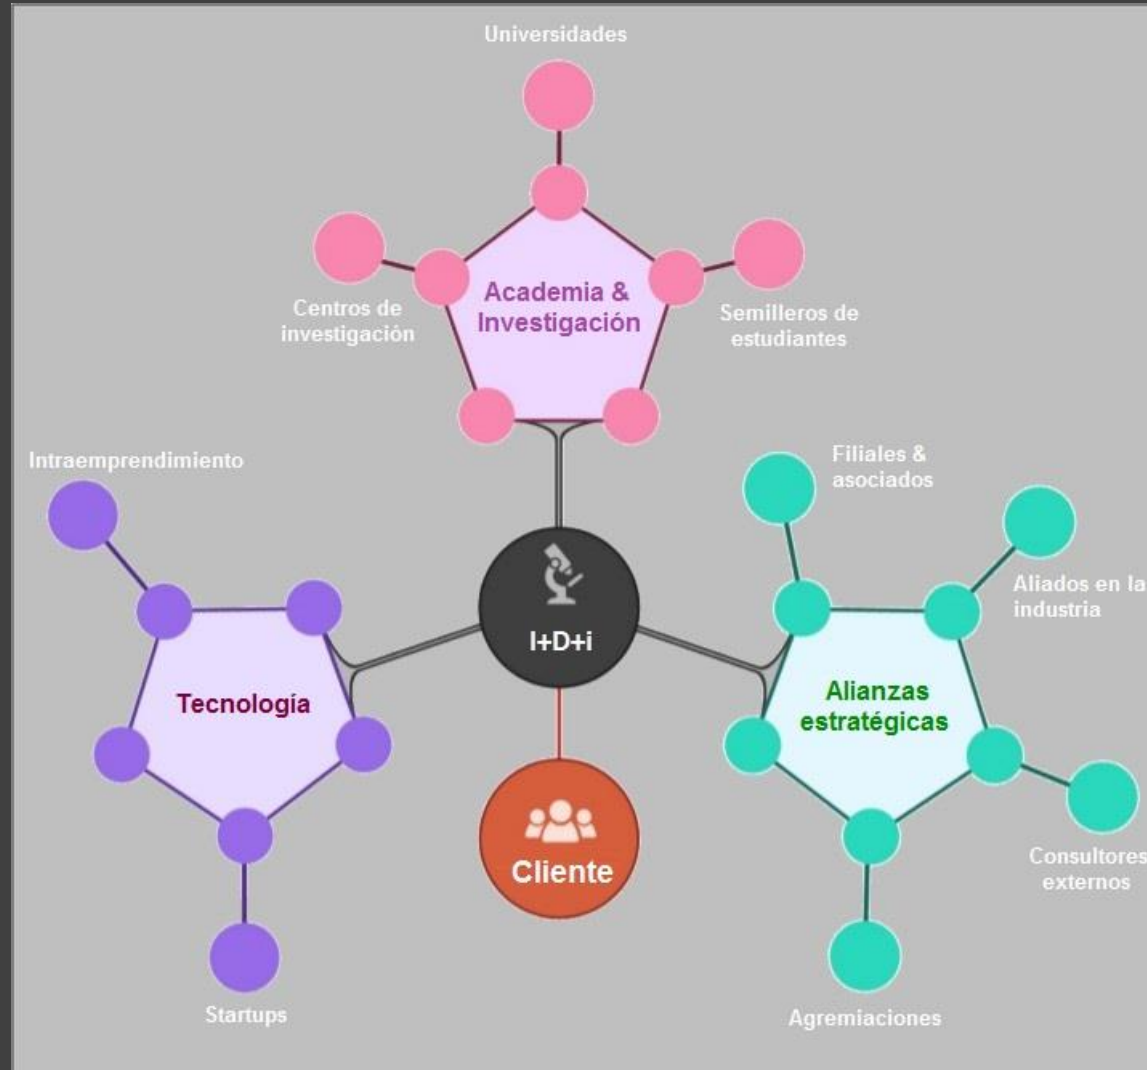 Universidades
Academia &
Investigación
Centros de
investigación
Semilleros de
estudiantes
Intraemprendimiento
Filiales &
asociados
Aliados en la
industria
I+D+i
Tecnología
Alianzas
estratégicas
Cliente
Consultores
externos
Startups
Agremiaciones